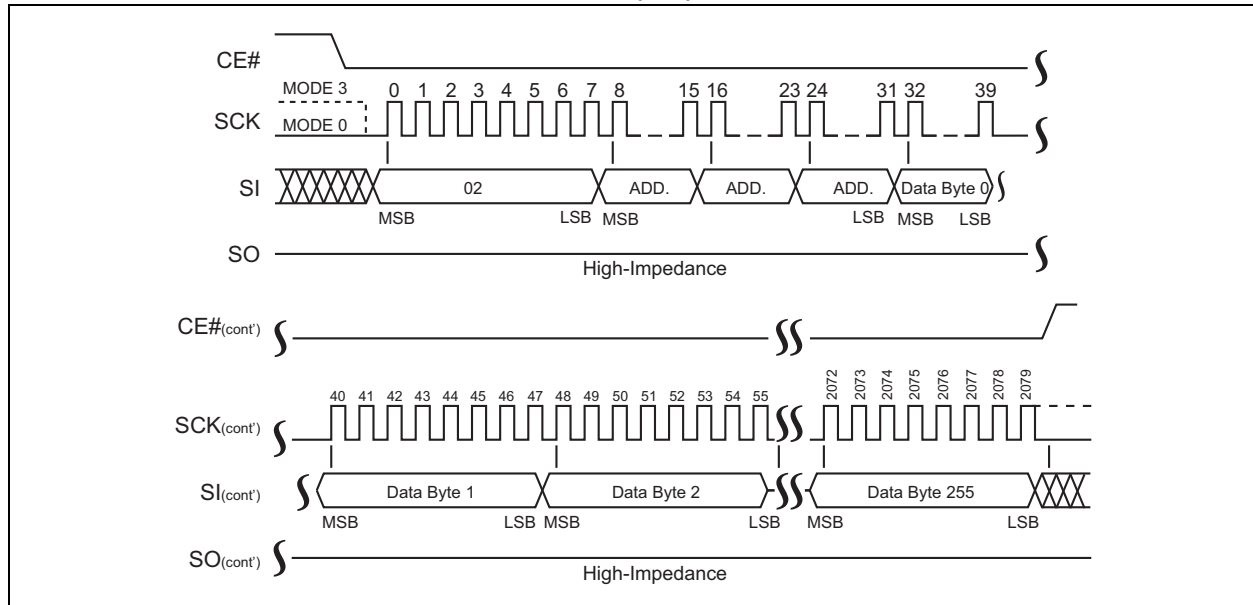 CE#
MODE 3
0 1 2 3 4 5 6 7 8 15 16 23 24 31 32 39
SCK
MODE 0
SI
02 ADD. ADD. ADD. Data Byte 0
MSB LSB MSB LSB MSB LSB
SO
High-Impedance
CE#(cont')
40 41 42 43 44 45 46 47 48 49 50 51 52 53 54 55 2072 2073 2074 2075 2076 2077 2078 2079
SCK(cont')
SI(cont') Data Byte 1 Data Byte 2 Data Byte 255
MSB LSB MSB LSB MSB LSB
SO(cont')
High-Impedance